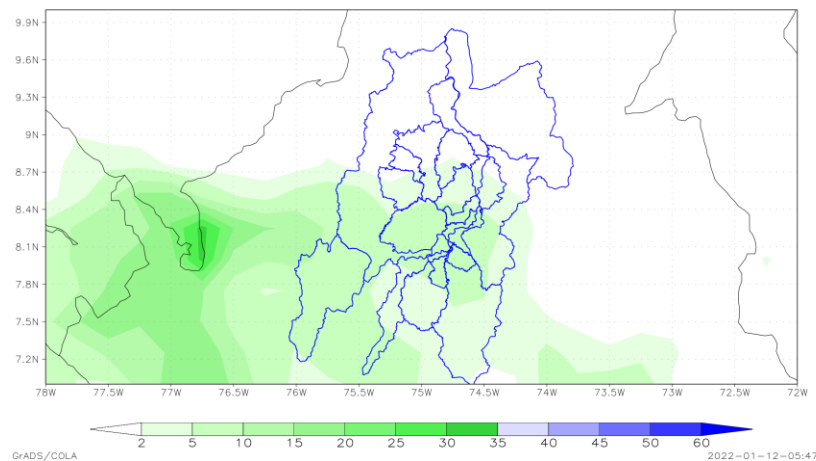 9.9N
9.6N
9.3N
9N
8.7N
8.4N
8.1N
7.8N
7.5N
7.2N
78W 77.5W 77W 76.5W 76W 75.5W 75W 74.5W 74W 73.5W 73W 72.5W 72W
2 5 10 15 20 25 30 35 40 45 50 60
GrADS/COLA 2022-01-12-05:47